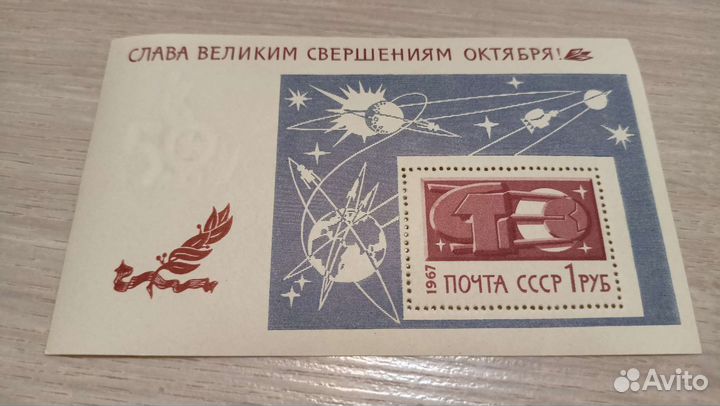 СЛАВА ВЕЛИКИМ СВЕРШЕНИЯМ ОКТЯБРЯ!
1967
ПОЧТА СССР 1 РУБ
Avito